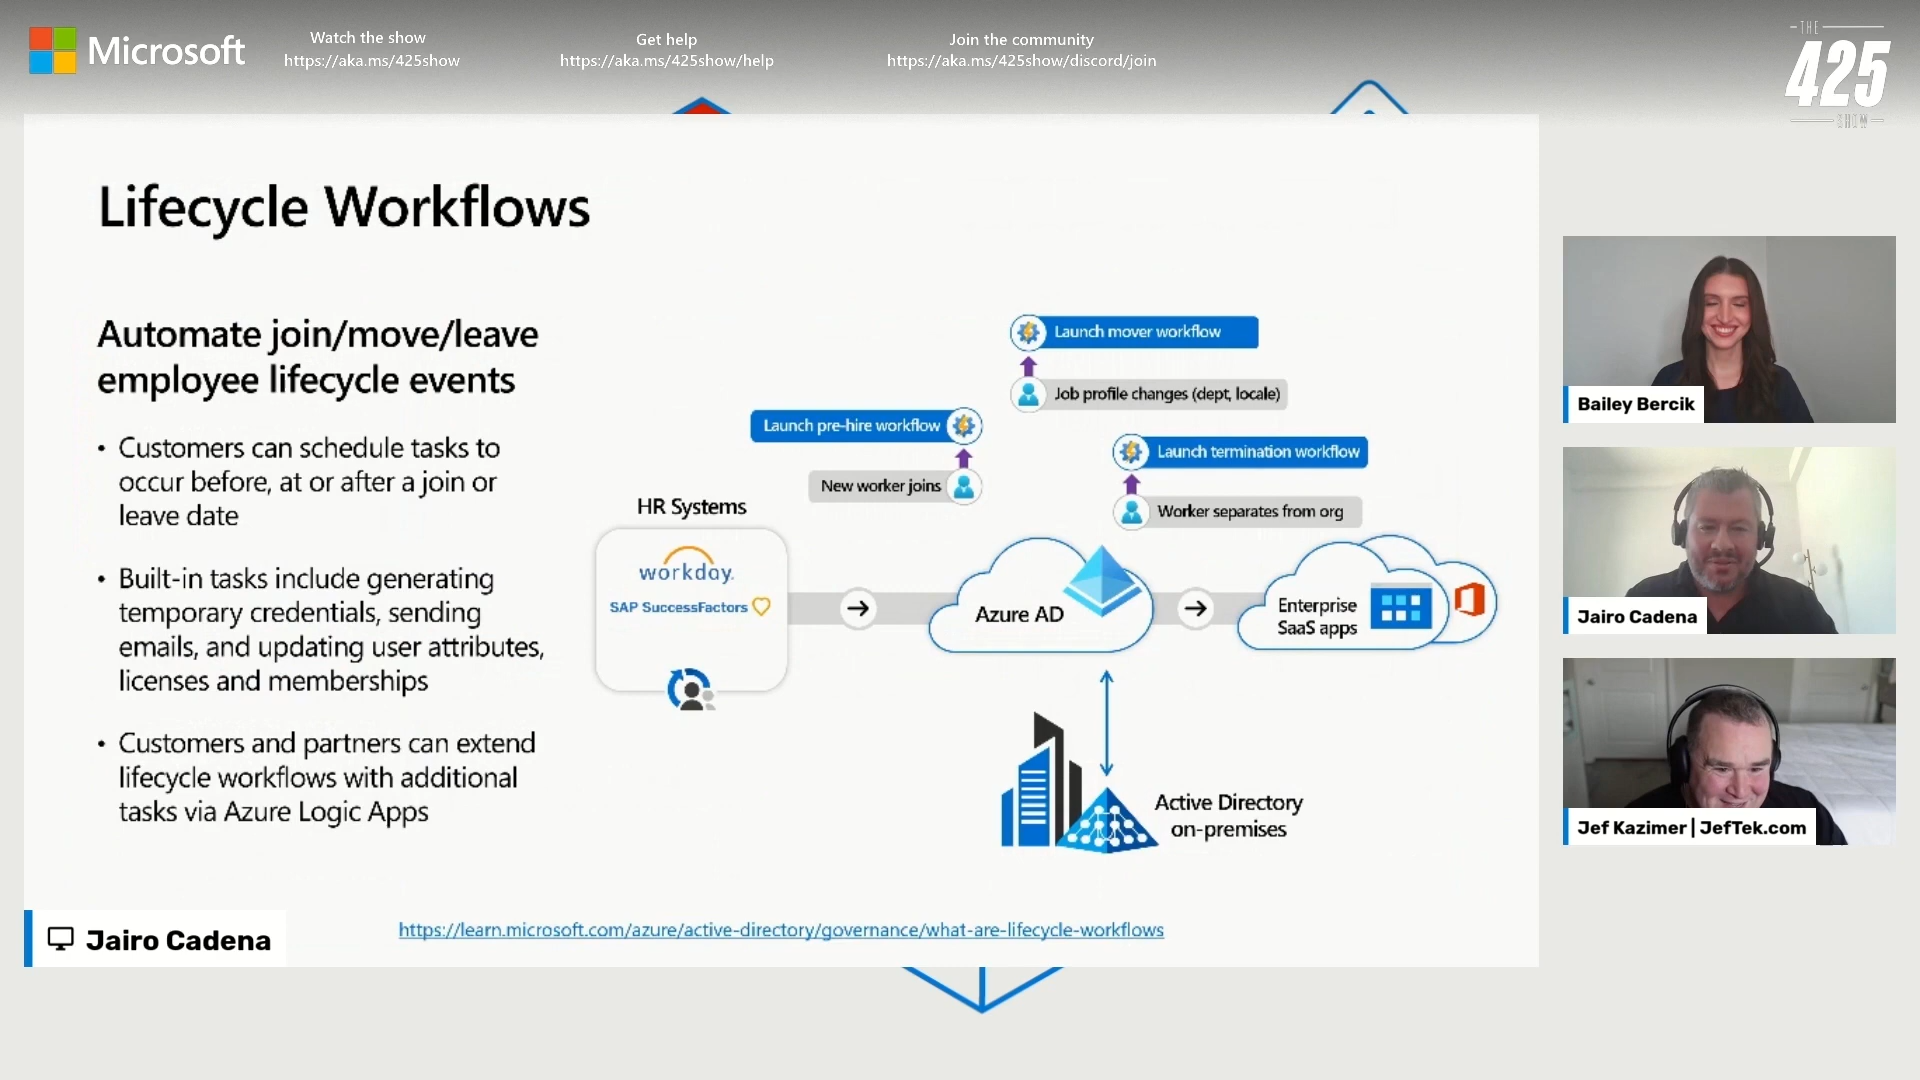 Microsoft
Watch the show
https://aka.ms/425show
Get help
https://aka.ms/425show/help
Join the community
https://aka.ms/425show/discord/join
THE
425
SHOW
Lifecycle Workflows
Automate join/move/leave
employee lifecycle events
• Customers can schedule tasks to
occur before, at or after a join or
leave date
• Built-in tasks include generating
temporary credentials, sending
emails, and updating user attributes,
licenses and memberships
• Customers and partners can extend
lifecycle workflows with additional
tasks via Azure Logic Apps
Launch mover workflow
Job profile changes (dept, locale)
Launch pre-hire workflow
New worker joins
Launch termination workflow
Worker separates from org
HR Systems
workday.
SAP SuccessFactors
Azure AD
Enterprise
SaaS apps
Active Directory
on-premises
https://learn.microsoft.com/azure/active-directory/governance/what-are-lifecycle-workflows
Jairo Cadena
Bailey Bercik
Jairo Cadena
Jef Kazimer | JefTek.com